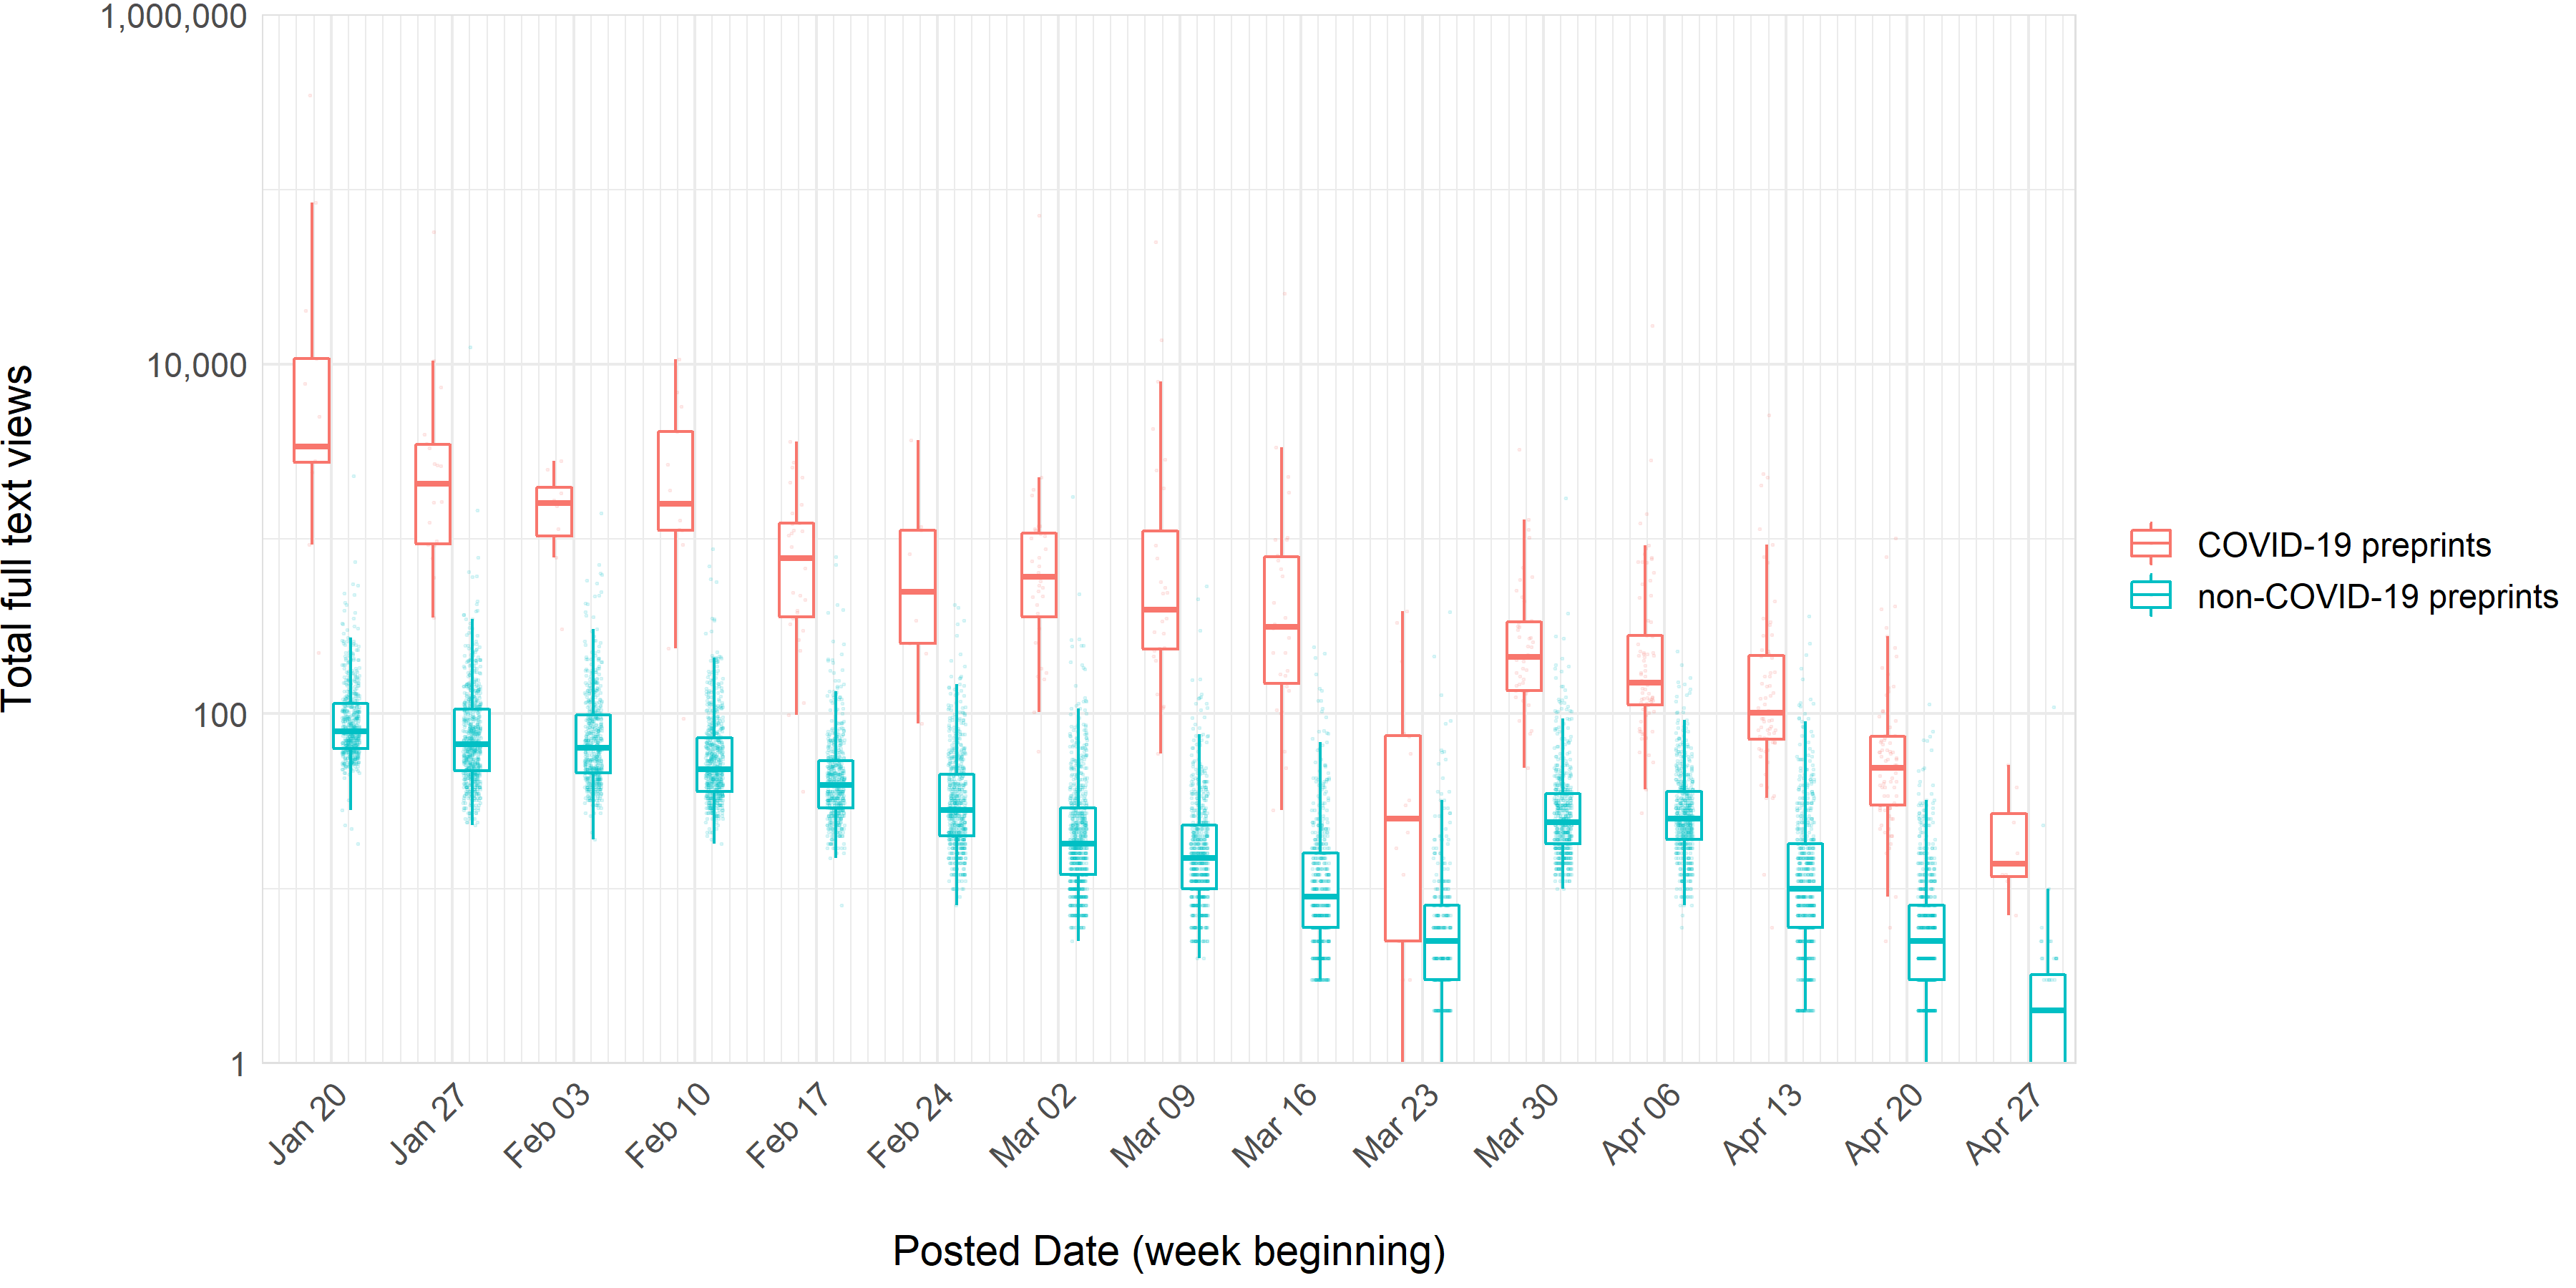 Total full text views
1,000,000
10,000
100
1
Jan 20
Jan 27
Feb 03
Feb 10
Feb 17
Feb 24
Mar 02
Mar 09
Mar 16
Mar 23
Mar 30
Apr 06
Apr 13
Apr 20
Apr 27
Posted Date (week beginning)
COVID-19 preprints
non-COVID-19 preprints